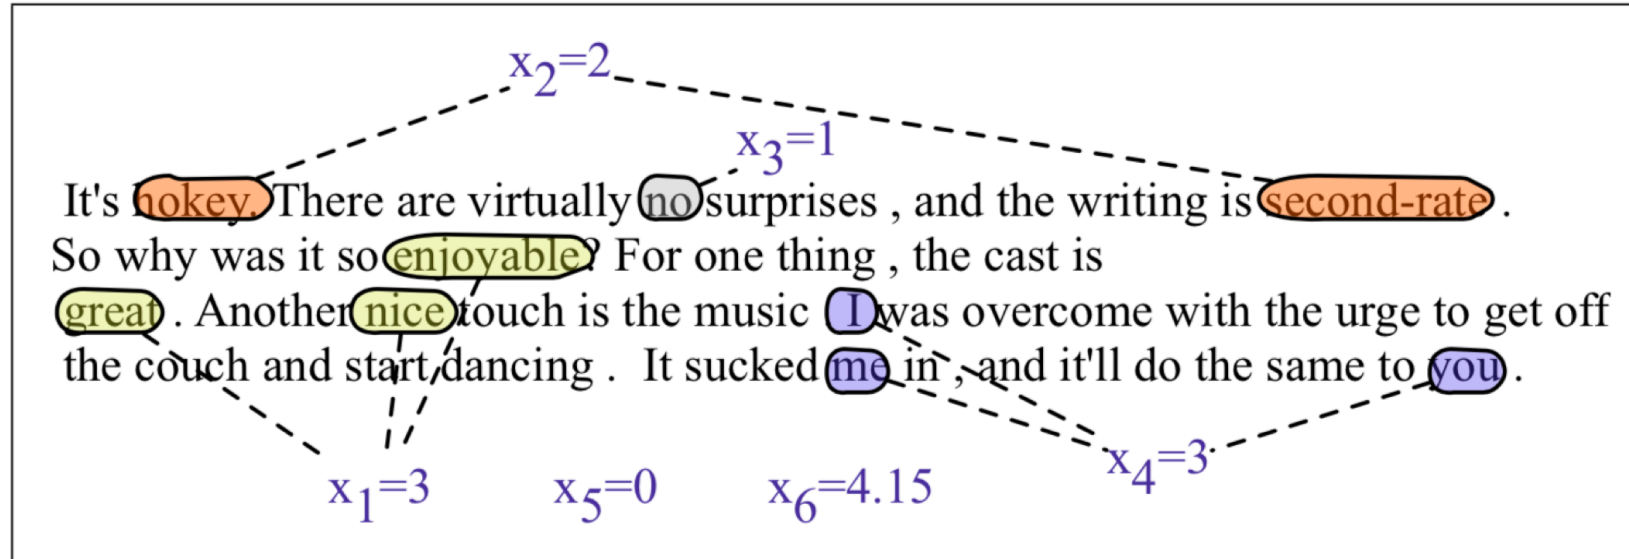 x2=2
x3=1
It's hokey. There are virtually no surprises , and the writing is second-rate .
So why was it so enjoyable? For one thing , the cast is
great . Another nice touch is the music I was overcome with the urge to get off
the couch and start dancing . It sucked me in , and it'll do the same to you .
x4=3
x1=3 x5=0 x6=4.15